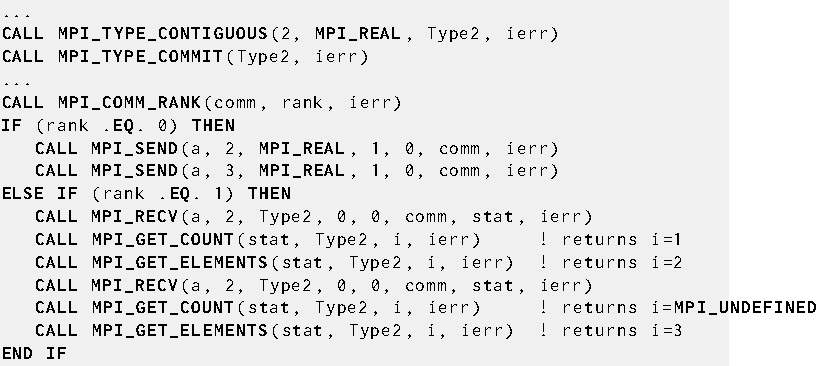 ...
CALL MPI_TYPE_CONTIGUOUS(2, MPI_REAL, Type2, ierr)
CALL MPI_TYPE_COMMIT(Type2, ierr)
...
CALL MPI_COMM_RANK(comm, rank, ierr)
IF (rank .EQ. 0) THEN
   CALL MPI_SEND(a, 2, MPI_REAL, 1, 0, comm, ierr)
   CALL MPI_SEND(a, 3, MPI_REAL, 1, 0, comm, ierr)
ELSE IF (rank .EQ. 1) THEN
   CALL MPI_RECV(a, 2, Type2, 0, 0, comm, stat, ierr)
   CALL MPI_GET_COUNT(stat, Type2, i, ierr)     ! returns i=1
   CALL MPI_GET_ELEMENTS(stat, Type2, i, ierr)  ! returns i=2
   CALL MPI_RECV(a, 2, Type2, 0, 0, comm, stat, ierr)
   CALL MPI_GET_COUNT(stat, Type2, i, ierr)     ! returns i=MPI_UNDEFINED
   CALL MPI_GET_ELEMENTS(stat, Type2, i, ierr)  ! returns i=3
END IF